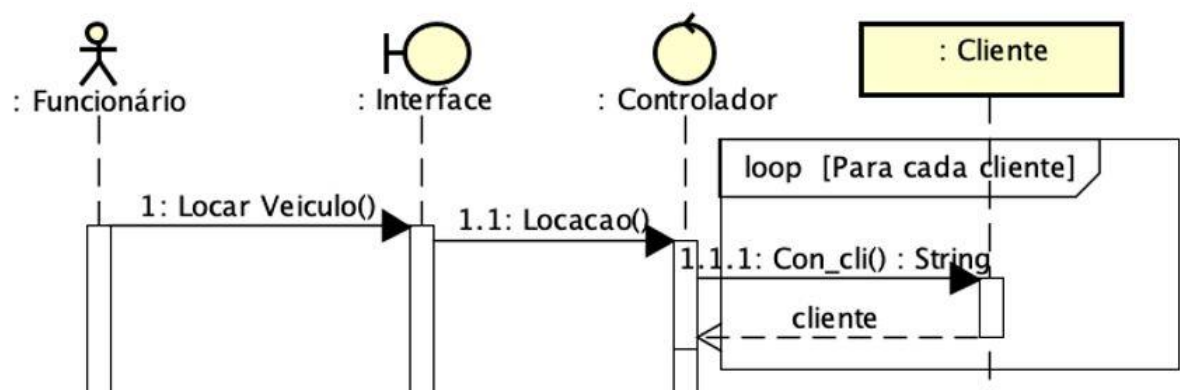 : Funcionário
: Interface
: Controlador
: Cliente
loop [Para cada cliente]
1: Locar Veiculo()
1.1: Locacao()
1.1.1: Con_cli() : String
cliente